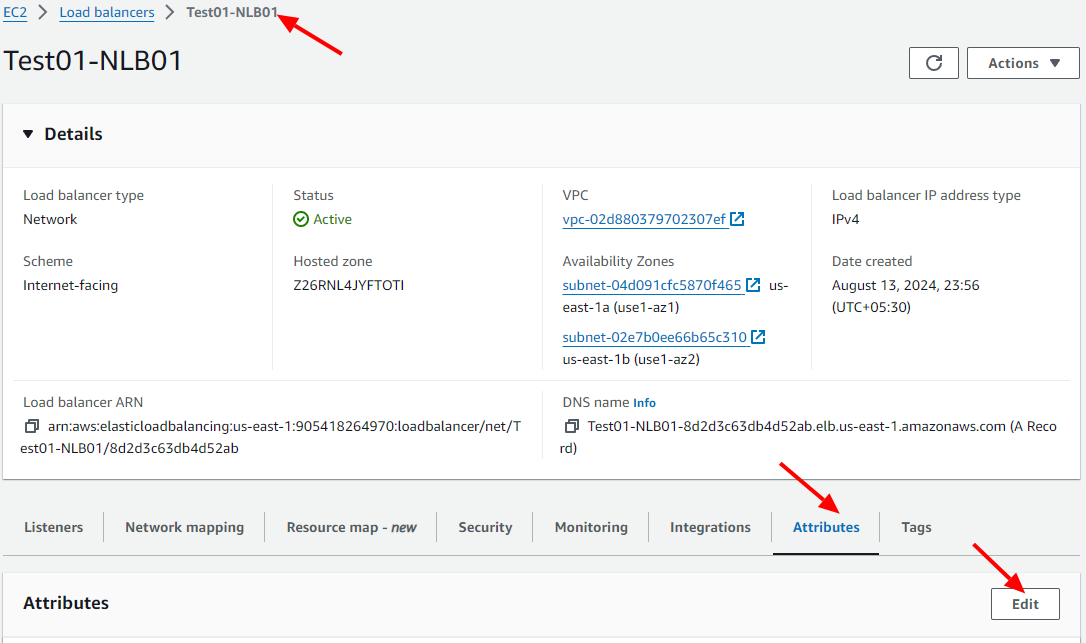 EC2 > Load balancers > Test01-NLB01
Test01-NLB01
Actions
Details
Load balancer type
Network
Status
Active
VPC
vpc-02d880379702307ef
Load balancer IP address type
IPv4
Scheme
Internet-facing
Hosted zone
Z26RNL4JYFTOTI
Availability Zones
subnet-04d091cfc5870f465 us-
east-1a (use1-az1)
subnet-02e7b0ee66b65c310
us-east-1b (use1-az2)
Date created
August 13, 2024, 23:56
(UTC+05:30)
Load balancer ARN
arn:aws:elasticloadbalancing:us-east-1:905418264970:loadbalancer/net/T
est01-NLB01/8d2d3c63db4d52ab
DNS name Info
Test01-NLB01-8d2d3c63db4d52ab.elb.us-east-1.amazonaws.com (A Reco
rd)
Listeners
Network mapping
Resource map - new
Security
Monitoring
Integrations
Attributes
Tags
Attributes
Edit